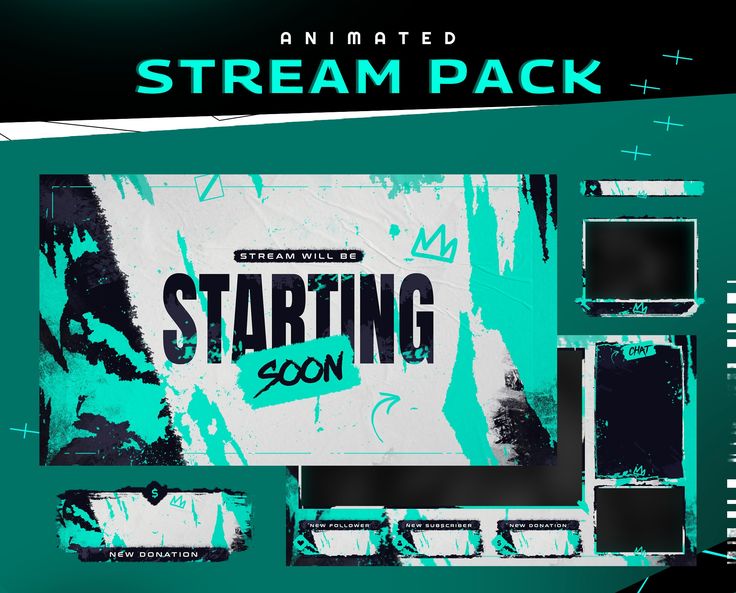 ANIMATED
STREAM PACK
STREAM WILL BE
STARTING
SOON
CHAT
$
NEW DONATION
NEW FOLLOWER
NEW SUBSCRIBER
NEW DONATION
$